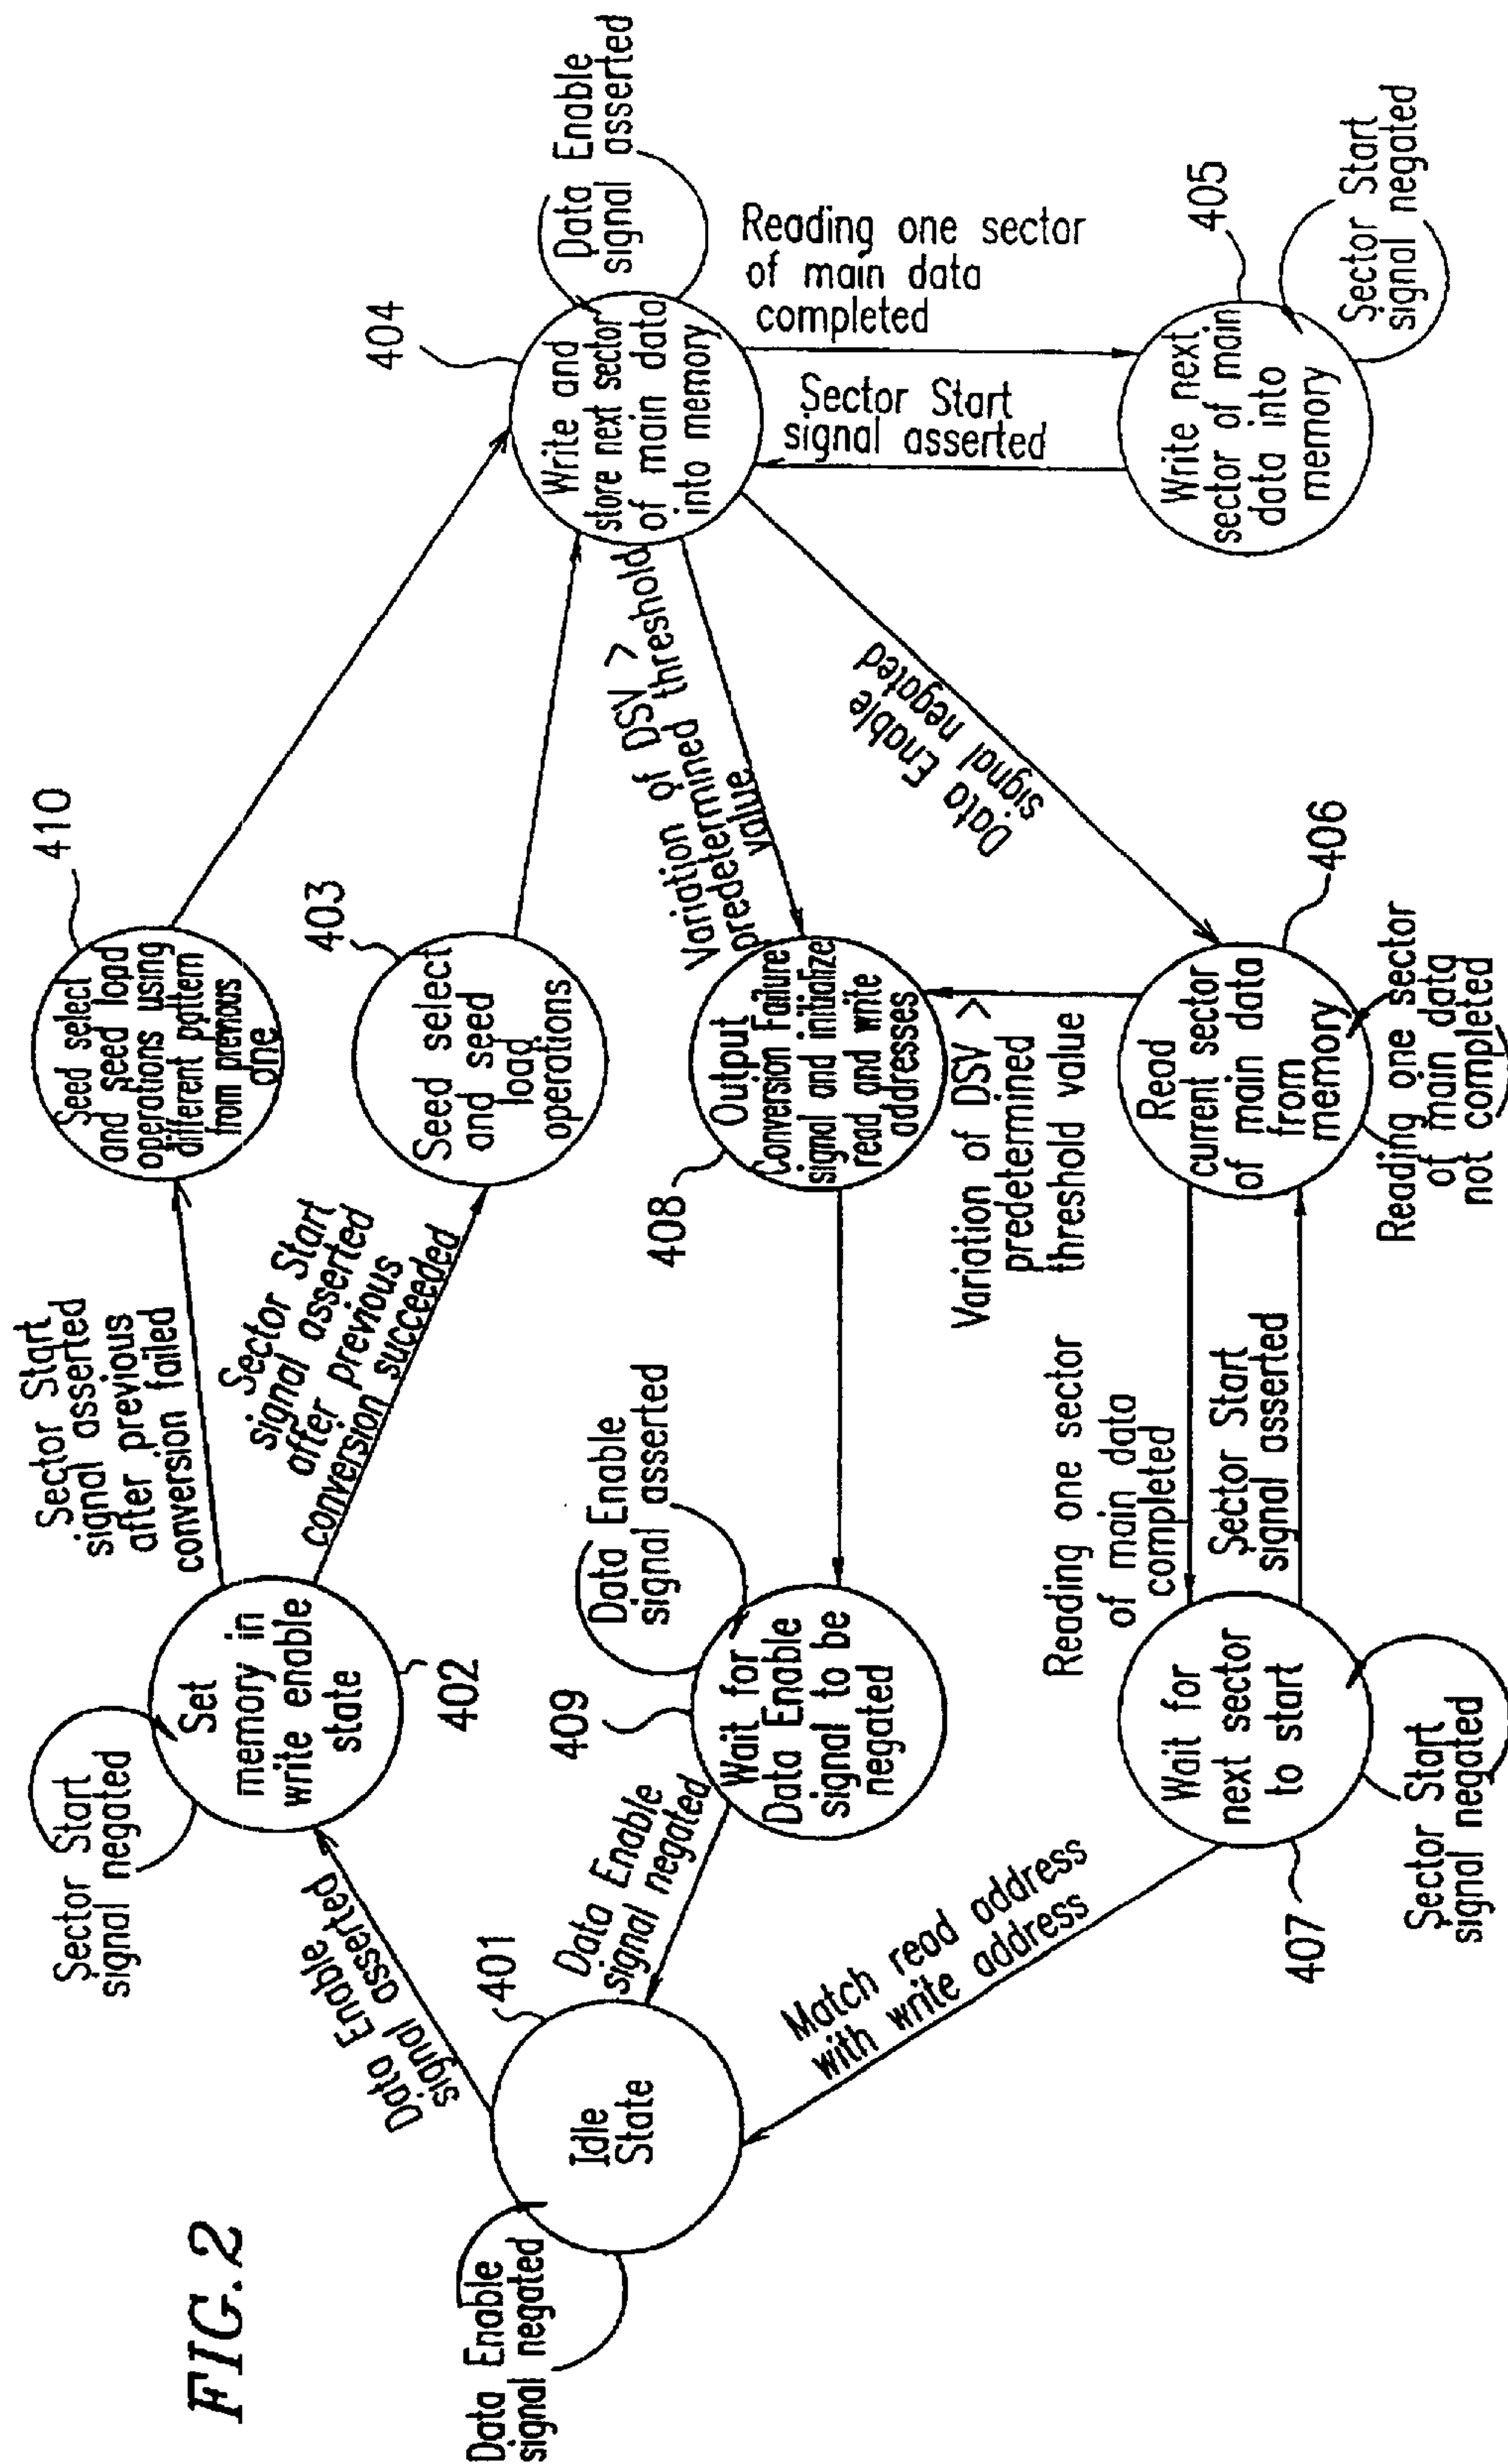 FIG.2
Data Enable
signal negated
Idle
State
401
Data Enable
signal asserted
Sector Start
signal negated
Set
memory in
write enable
state
402
Sector Start
signal asserted
after previous
conversion failed
Sector Start
signal asserted
after previous
conversion succeeded
Seed select
and seed load
operations using
different pattern
from previous
one
410
Seed select
and seed
load
operations
403
Write and
store next sector
of main data
into memory
404
Data Enable
signal asserted
Reading one sector
of main data
completed
Sector Start
signal asserted
Write next
sector of main
data into
memory
405
Sector Start
signal negated
Variation of DSV >
predetermined threshold
value
Data Enable
signal negated
Output
Conversion Failure
signal and initialize
read and write
addresses
408
Variation of DSV >
predetermined
threshold value
Read
current sector
of main data
from
memory
406
Reading one sector
of main data
not completed
Reading one sector
of main data
completed
Sector Start
signal asserted
Wait for
next sector
to start
407
Sector Start
signal negated
Match read address
with write address
Wait for
Data Enable
signal to be
negated
409
Data Enable
signal asserted
Data Enable
signal negated